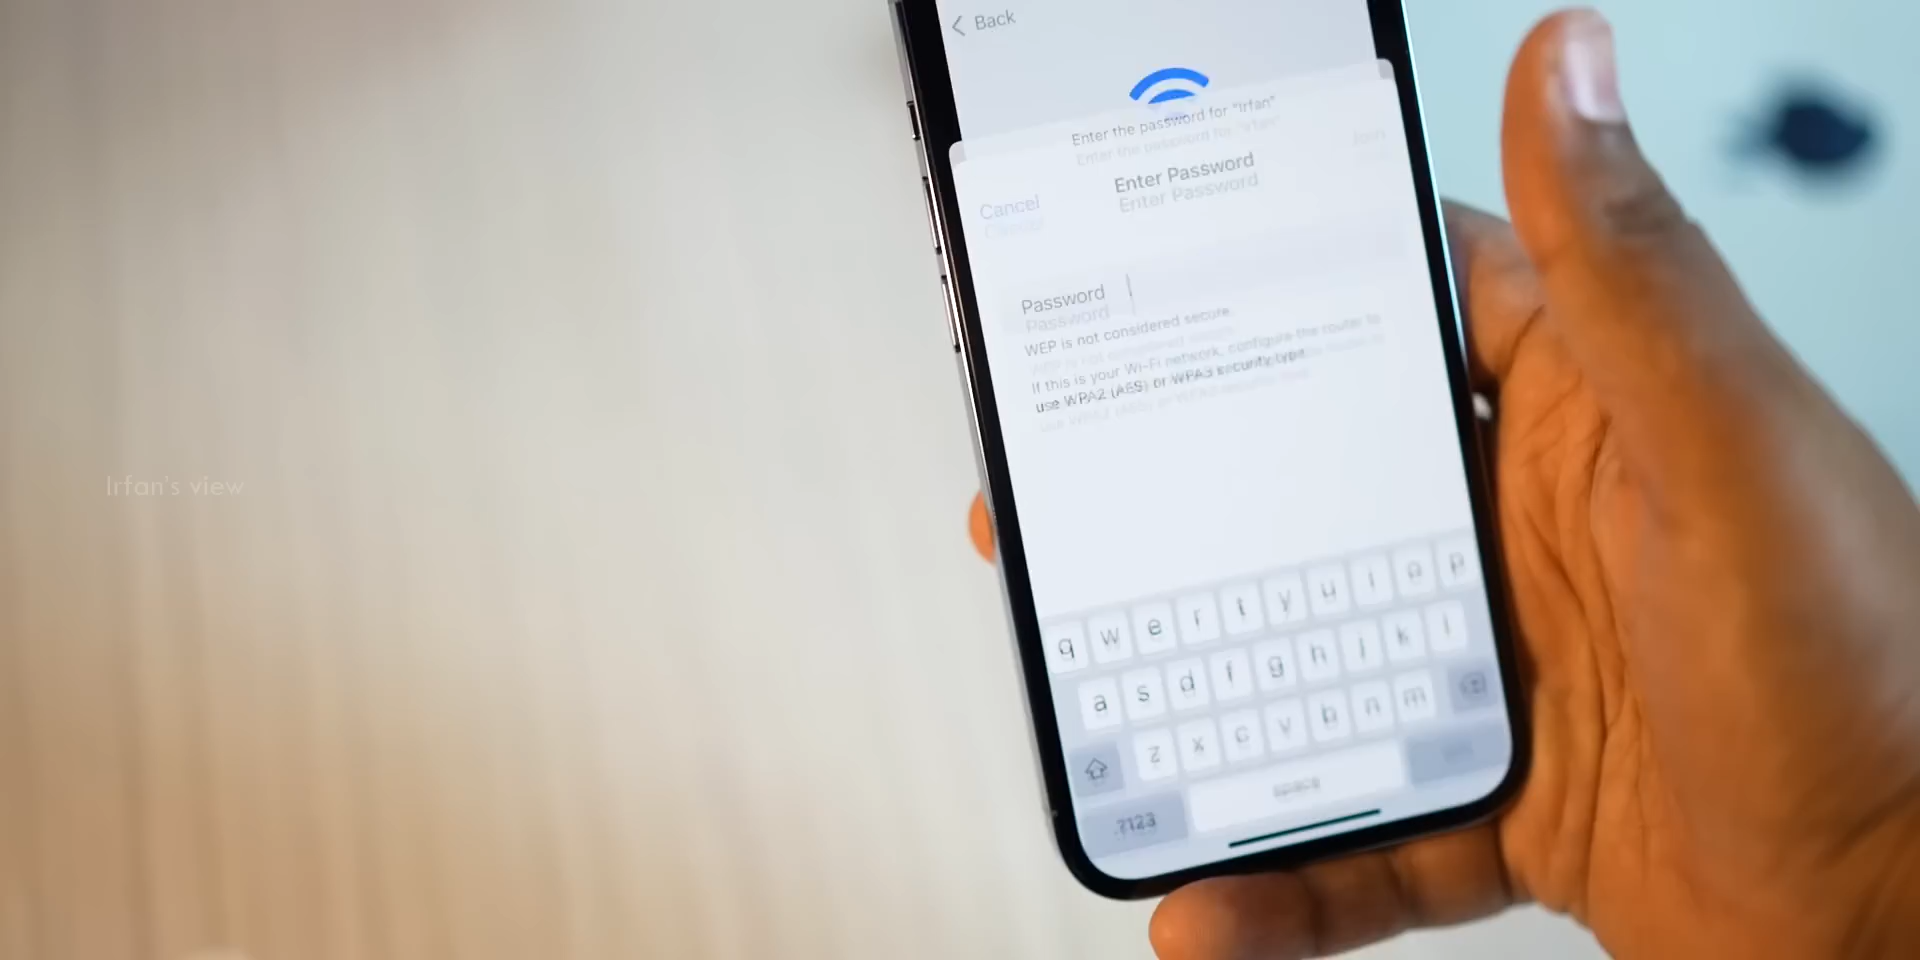 Back
Enter the password for "Irfan"
Cancel
Enter Password
Join
Password
WEP is not considered secure.
If this is your Wi-Fi network, configure the router to
use WPA2 (AES) or WPA3 security type.
Irfan's view
q w e r t y u i o p
a s d f g h j k l
z x c v b n m
.?123
space